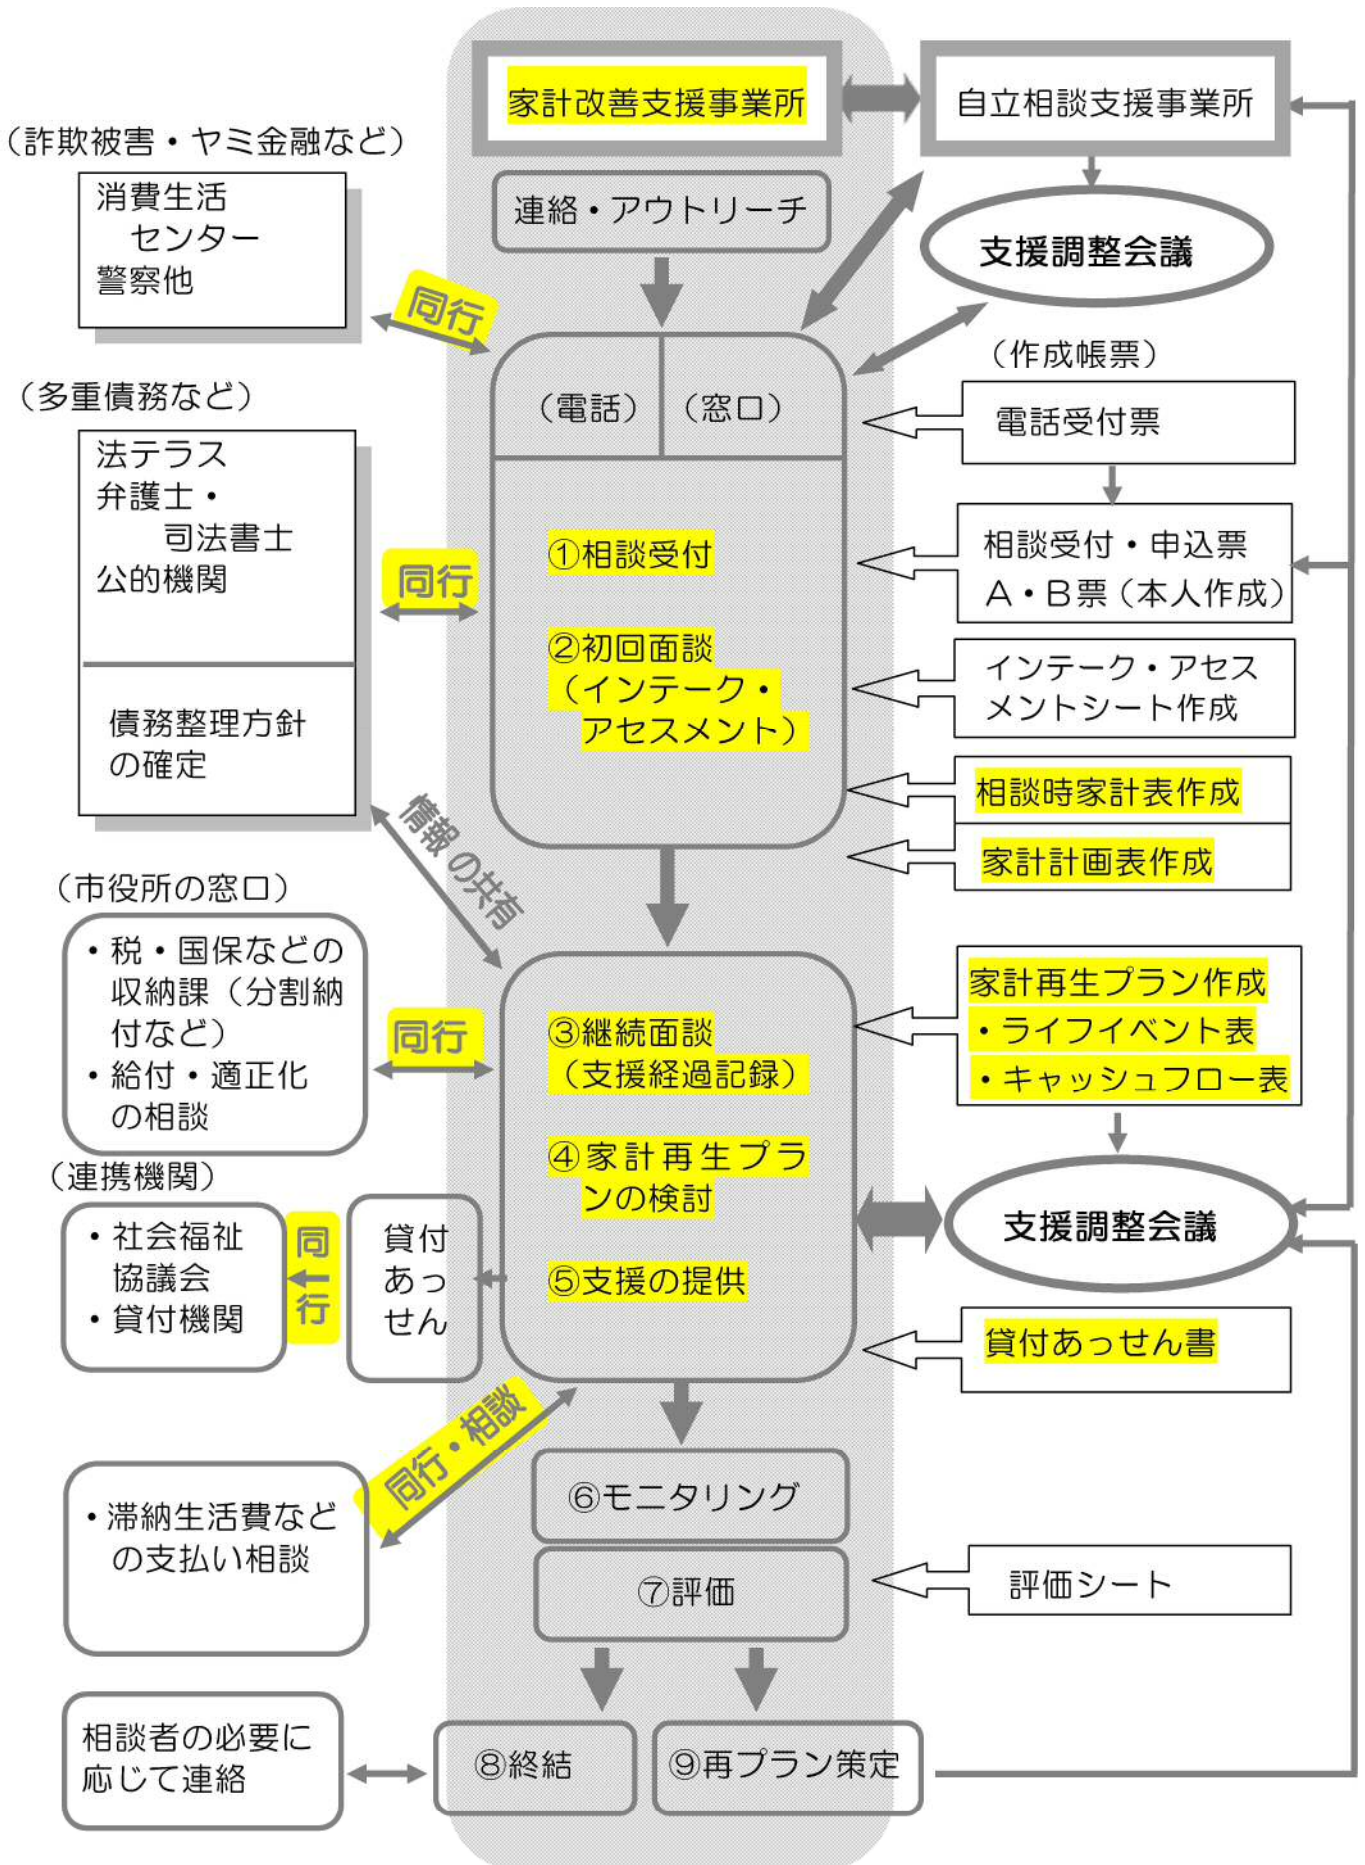 家計改善支援事業所
自立相談支援事業所
(詐欺被害・ヤミ金融など)
消費生活
センター
警察他
連絡・アウトリーチ
支援調整会議
同行
(多重債務など)
法テラス
弁護士・
司法書士
公的機関
債務整理方針
の確定
同行
情報の共有
(電話)
(窓口)
①相談受付
②初回面談
(インテーク・
アセスメント)
(作成帳票)
電話受付票
相談受付・申込票
A・B票(本人作成)
インテーク・アセス
メントシート作成
相談時家計表作成
家計計画表作成
(市役所の窓口)
・税・国保などの
収納課(分割納
付など)
・給付・適正化
の相談
同行
③継続面談
(支援経過記録)
④家計再生プラ
ンの検討
⑤支援の提供
家計再生プラン作成
・ライフイベント表
・キャッシュフロー表
支援調整会議
貸付あっせん書
(連携機関)
・社会福祉
協議会
・貸付機関
同行
貸付
あっ
せん
同行・相談
・滞納生活費など
の支払い相談
⑥モニタリング
⑦評価
評価シート
相談者の必要に
応じて連絡
⑧終結
⑨再プラン策定